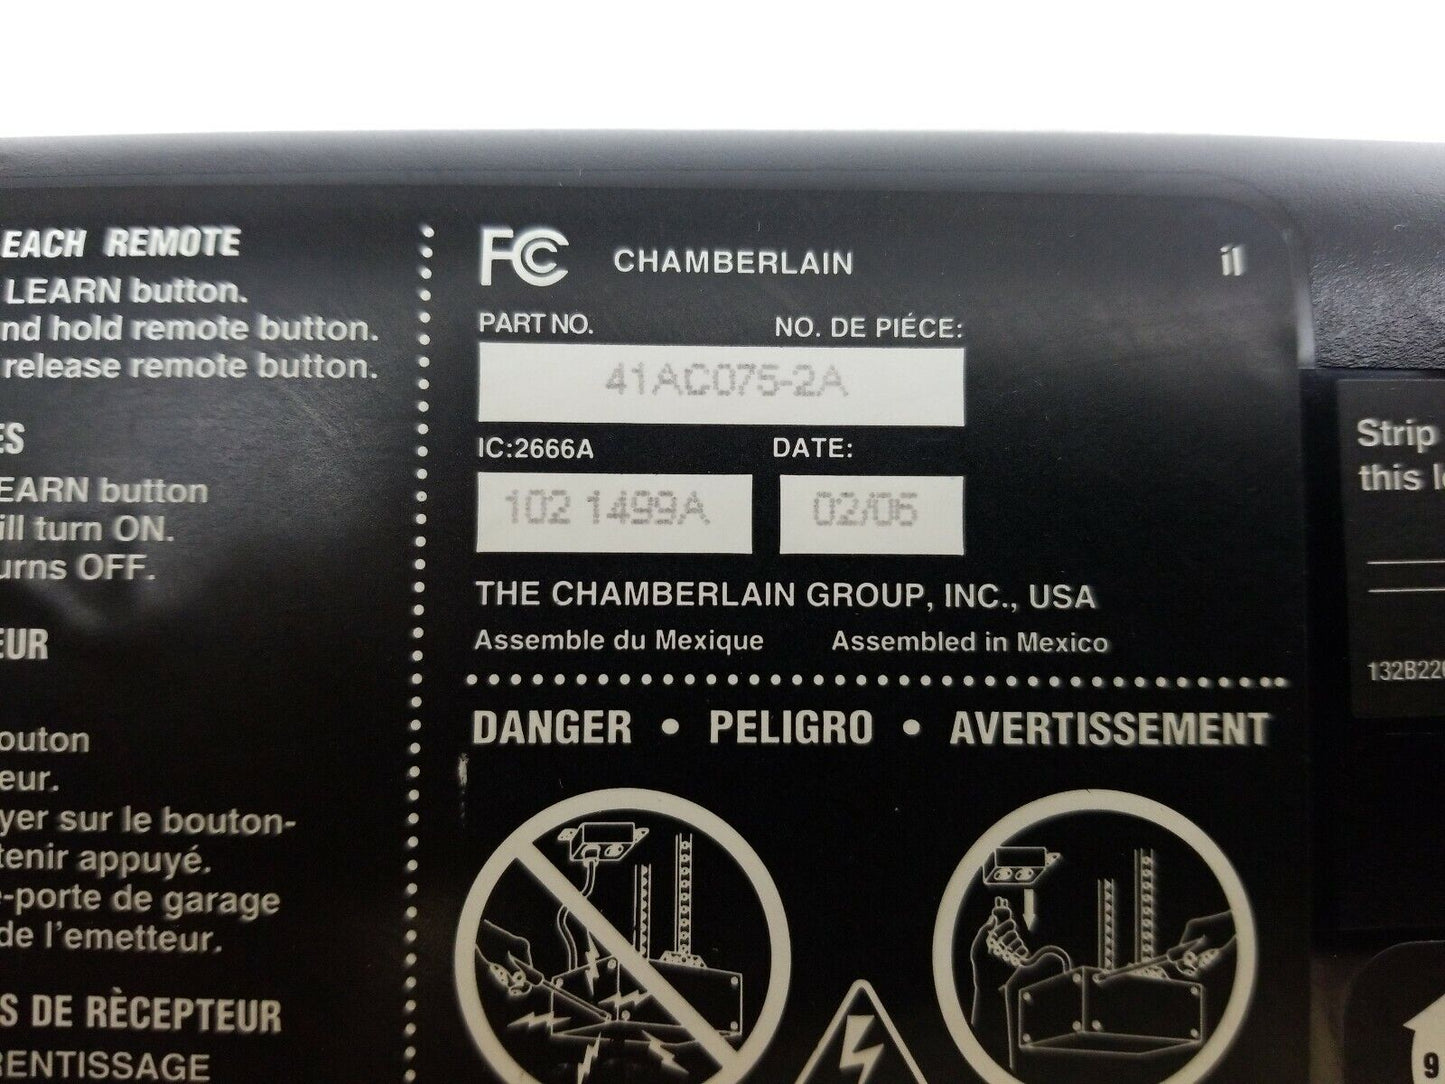 EACH REMOTE
LEARN button.
nd hold remote button.
release remote button.
ES
EARN button
ill turn ON.
urns OFF.
EUR
outon
eur.
yer sur le bouton-
tenir appuyé.
-porte de garage
de l'emetteur.
S DE RÈCEPTEUR
RENTISSAGE
FC CHAMBERLAIN
PART NO. NO. DE PIÉCE:
41AC075-2A
IC:2666A DATE:
102 1499A 02/06
THE CHAMBERLAIN GROUP, INC., USA
Assemble du Mexique Assembled in Mexico
DANGER • PELIGRO • AVERTISSEMENT
Strip
this l
132B22
9